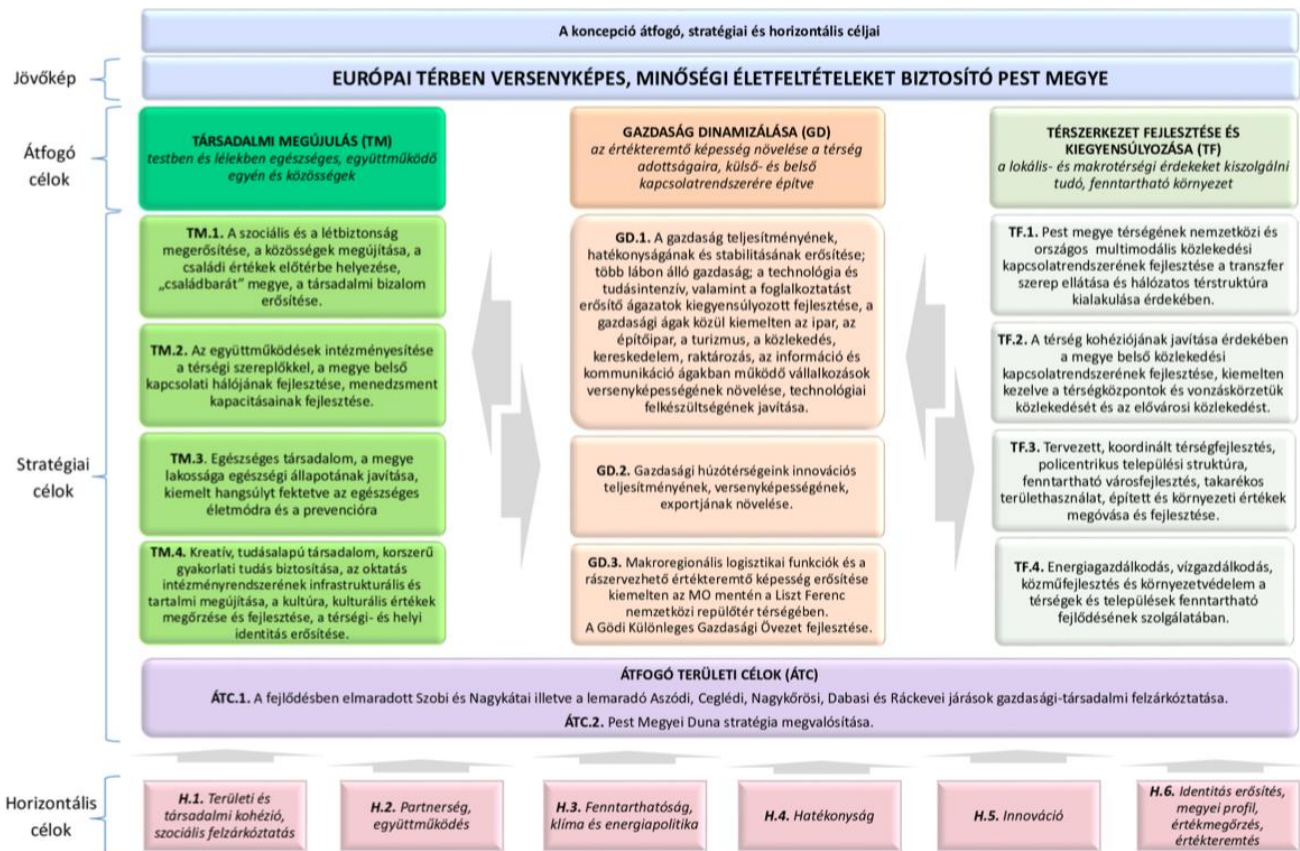 A koncepció átfogó, stratégiai és horizontális céljai
Jövőkép
EURÓPAI TÉRBEN VERSENYKÉPES, MINŐSÉGI ÉLETFELTÉTELEKET BIZTOSÍTÓ PEST MEGYE
Átfogó
célok
TÁRSADALMI MEGÚJULÁS (TM)
testben és lélekben egészséges, együttműködő
egyén és közösségek
GAZDASÁG DINAMIZÁLÁSA (GD)
az értékteremtő képesség növelése a térség
adottságaira, külső- és belső
kapcsolatrendszerére építve
TÉRSZERKEZET FEJLESZTÉSE ÉS
KIEGYENSÚLYOZÁSA (TF)
a lokális- és makrotérségi érdekeket kiszolgálni
tudó, fenntartható környezet
Stratégiai
célok
TM.1. A szociális és a létbiztonság
megerősítése, a közösségek megújítása, a
családi értékek előtérbe helyezése,
„családbarát” megye, a társadalmi bizalom
erősítése.
TM.2. Az együttműködések intézményesítése
a térségi szereplőkkel, a megye belső
kapcsolati hálójának fejlesztése, menedzsment
kapacitásainak fejlesztése.
TM.3. Egészséges társadalom, a megye
lakossága egészségi állapotának javítása,
kiemelt hangsúlyt fektetve az egészséges
életmódra és a prevencióra
TM.4. Kreatív, tudásalapú társadalom, korszerű
gyakorlati tudás biztosítása, az oktatás
intézményrendszerének infrastrukturális és
tartalmi megújítása, a kultúra, kulturális értékek
megőrzése és fejlesztése, a térségi- és helyi
identitás erősítése.
GD.1. A gazdaság teljesítményének,
hatékonyságának és stabilitásának erősítése;
több lábon álló gazdaság; a technológia és
tudásintenzív, valamint a foglalkoztatást
erősítő ágazatok kiegyensúlyozott fejlesztése, a
gazdasági ágak közül kiemelten az ipar, az
építőipar, a turizmus, a közlekedés,
kereskedelem, raktározás, az információ és
kommunikáció ágakban működő vállalkozások
versenyképességének növelése, technológiai
felkészültségének javítása.
GD.2. Gazdasági húzótérségeink innovációs
teljesítményének, versenyképességének,
exportjának növelése.
GD.3. Makroregionális logisztikai funkciók és a
rászervezhető értékteremtő képesség erősítése
kiemelten az MO mentén a Liszt Ferenc
nemzetközi repülőtér térségében.
A Gödi Különleges Gazdasági Övezet fejlesztése.
TF.1. Pest megye térségének nemzetközi és
országos multimodális közlekedési
kapcsolatrendszerének fejlesztése a transzfer
szerep ellátása és hálózatos térstruktúra
kialakulása érdekében.
TF.2. A térség kohéziójának javítása érdekében
a megye belső közlekedési
kapcsolatrendszerének fejlesztése, kiemelten
kezelve a térségközpontok és vonzáskörzetük
közlekedését és az elővárosi közlekedést.
TF.3. Tervezett, koordinált térségfejlesztés,
policentrikus települési struktúra,
fenntartható városfejlesztés, takarékos
területhasználat, épített és környezeti értékek
megóvása és fejlesztése.
TF.4. Energiagazdálkodás, vízgazdálkodás,
közműfejlesztés és környezetvédelem a
térségek és települések fenntartható
fejlődésének szolgálatában.
ÁTFOGÓ TERÜLETI CÉLOK (ÁTC)
ÁTC.1. A fejlődésben elmaradott Szobi és Nagykátai illetve a lemaradó Aszódi, Ceglédi, Nagykőrösi, Dabasi és Ráckevei járások gazdasági-társadalmi felzárkóztatása.
ÁTC.2. Pest Megyei Duna stratégia megvalósítása.
Horizontális
célok
H.1. Területi és
társadalmi kohézió,
szociális felzárkóztatás
H.2. Partnerség,
együttműködés
H.3. Fenntarthatóság,
klíma és energiapolitika
H.4. Hatékonyság
H.5. Innováció
H.6. Identitás erősítés,
megyei profil,
értékmegőrzés,
értékteremtés